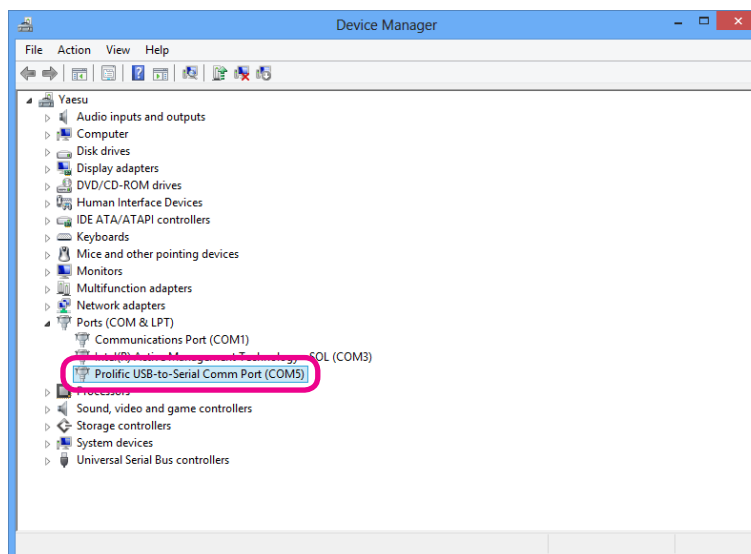 Device Manager
File Action View Help
Yaesu
Audio inputs and outputs
Computer
Disk drives
Display adapters
DVD/CD-ROM drives
Human Interface Devices
IDE ATA/ATAPI controllers
Keyboards
Mice and other pointing devices
Monitors
Multifunction adapters
Network adapters
Ports (COM & LPT)
Communications Port (COM1)
Intel(R) Active Management Technology - SOL (COM3)
Prolific USB-to-Serial Comm Port (COM5)
Processors
Sound, video and game controllers
Storage controllers
System devices
Universal Serial Bus controllers